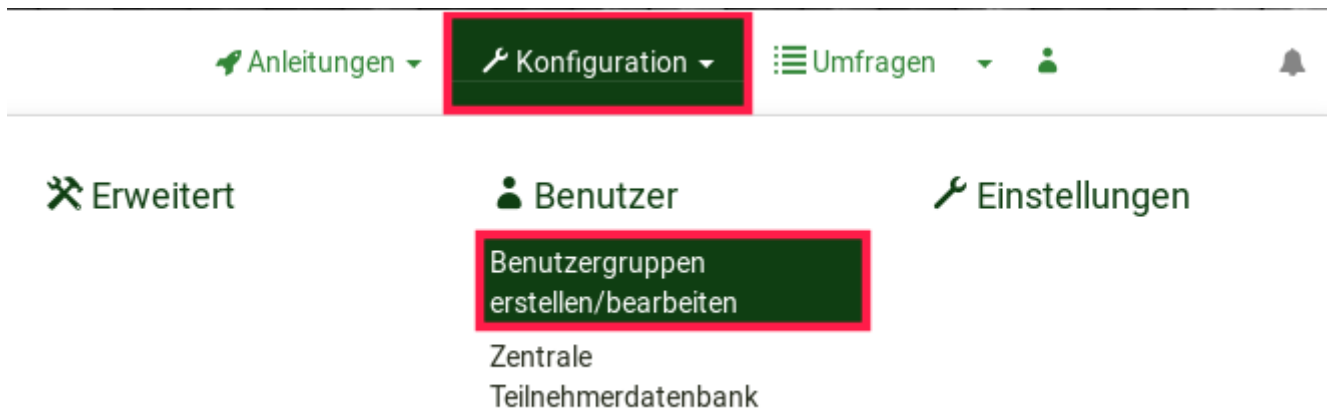 Anleitungen Konfiguration Umfragen
Erweitert Benutzer Einstellungen
Benutzergruppen
erstellen/bearbeiten
Zentrale
Teilnehmerdatenbank